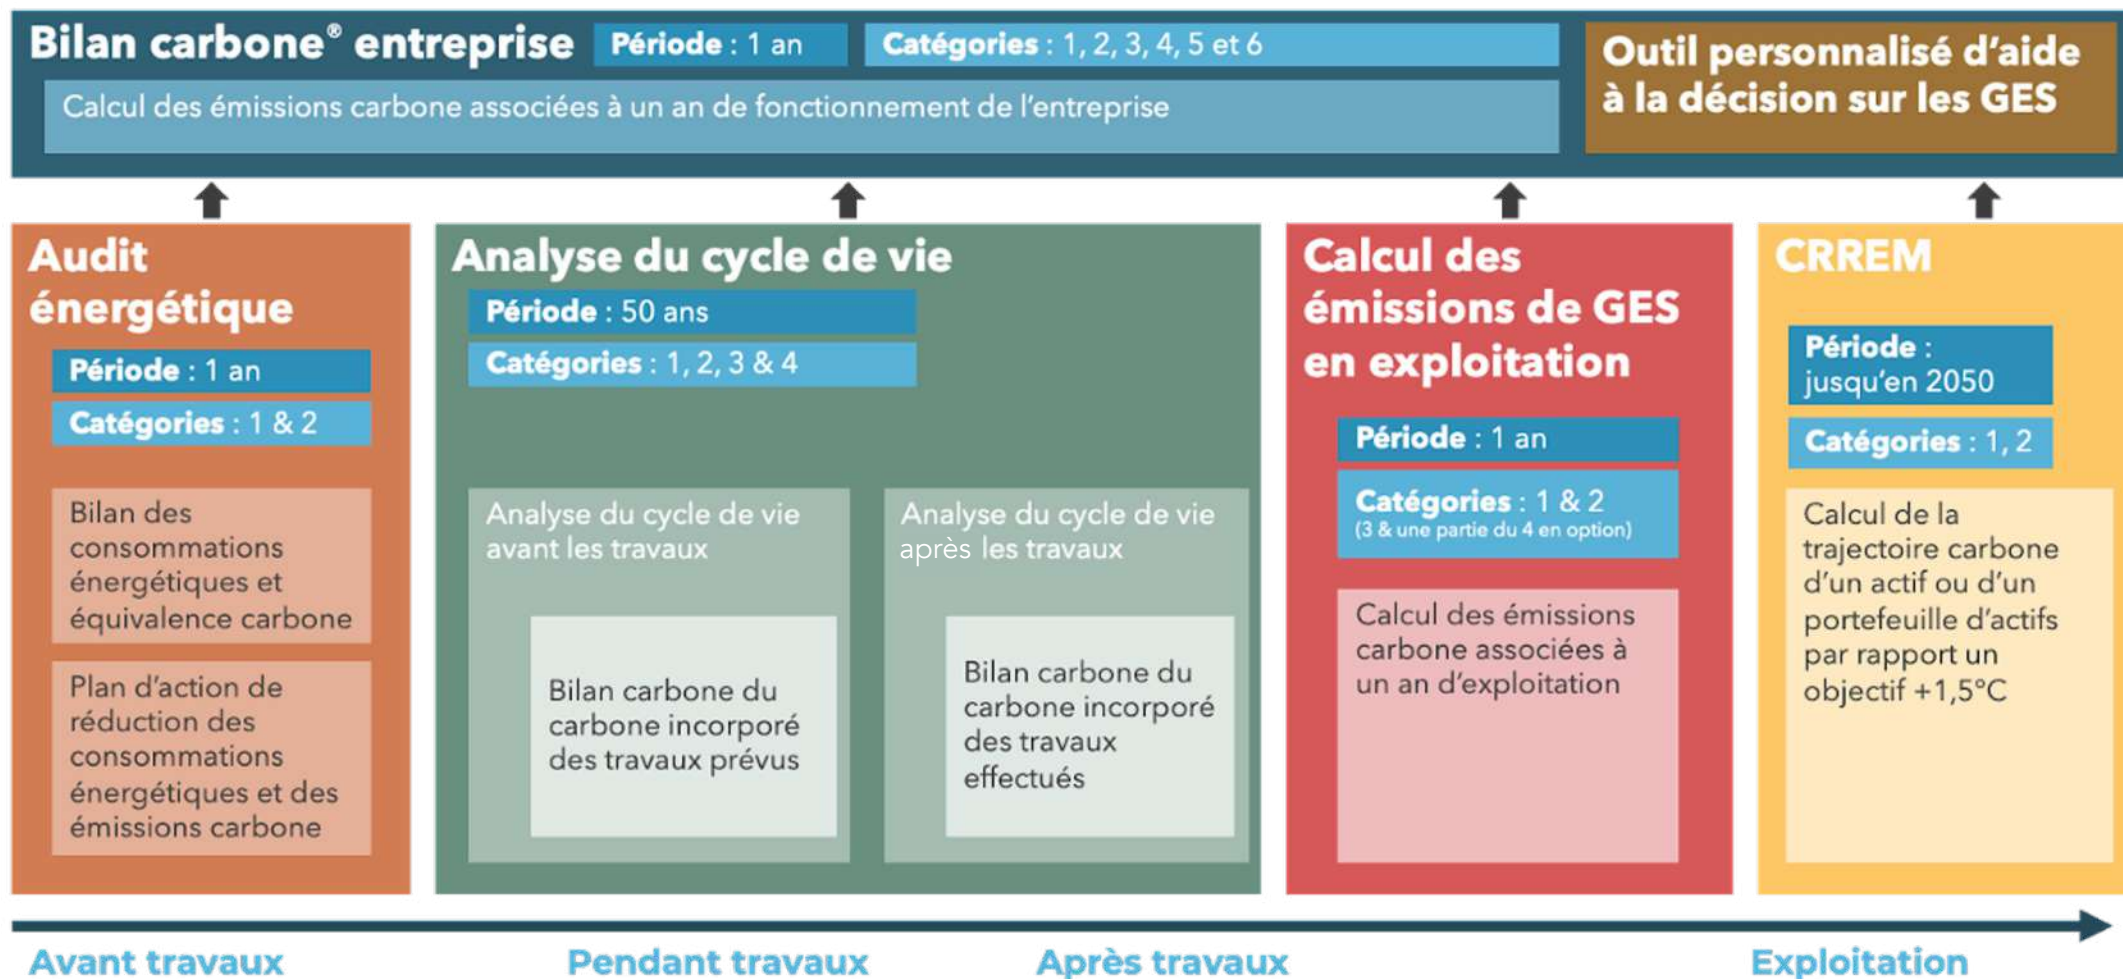 Bilan carbone® entreprise
Période : 1 an
Catégories : 1, 2, 3, 4, 5 et 6
Calcul des émissions carbone associées à un an de fonctionnement de l'entreprise
Outil personnalisé d'aide
à la décision sur les GES
Audit
énergétique
Période : 1 an
Catégories : 1 & 2
Bilan des
consommations
énergétiques et
équivalence carbone
Plan d'action de
réduction des
consommations
énergétiques et des
émissions carbone
Analyse du cycle de vie
Période : 50 ans
Catégories : 1, 2, 3 & 4
Analyse du cycle de vie
avant les travaux
Bilan carbone du
carbone incorporé
des travaux prévus
Analyse du cycle de vie
après les travaux
Bilan carbone du
carbone incorporé
des travaux
effectués
Calcul des
émissions de GES
en exploitation
Période : 1 an
Catégories : 1 & 2
(3 & une partie du 4 en option)
Calcul des émissions
carbone associées à
un an d'exploitation
CRREM
Période :
jusqu'en 2050
Catégories : 1, 2
Calcul de la
trajectoire carbone
d'un actif ou d'un
portefeuille d'actifs
par rapport un
objectif +1,5°C
Avant travaux
Pendant travaux
Après travaux
Exploitation